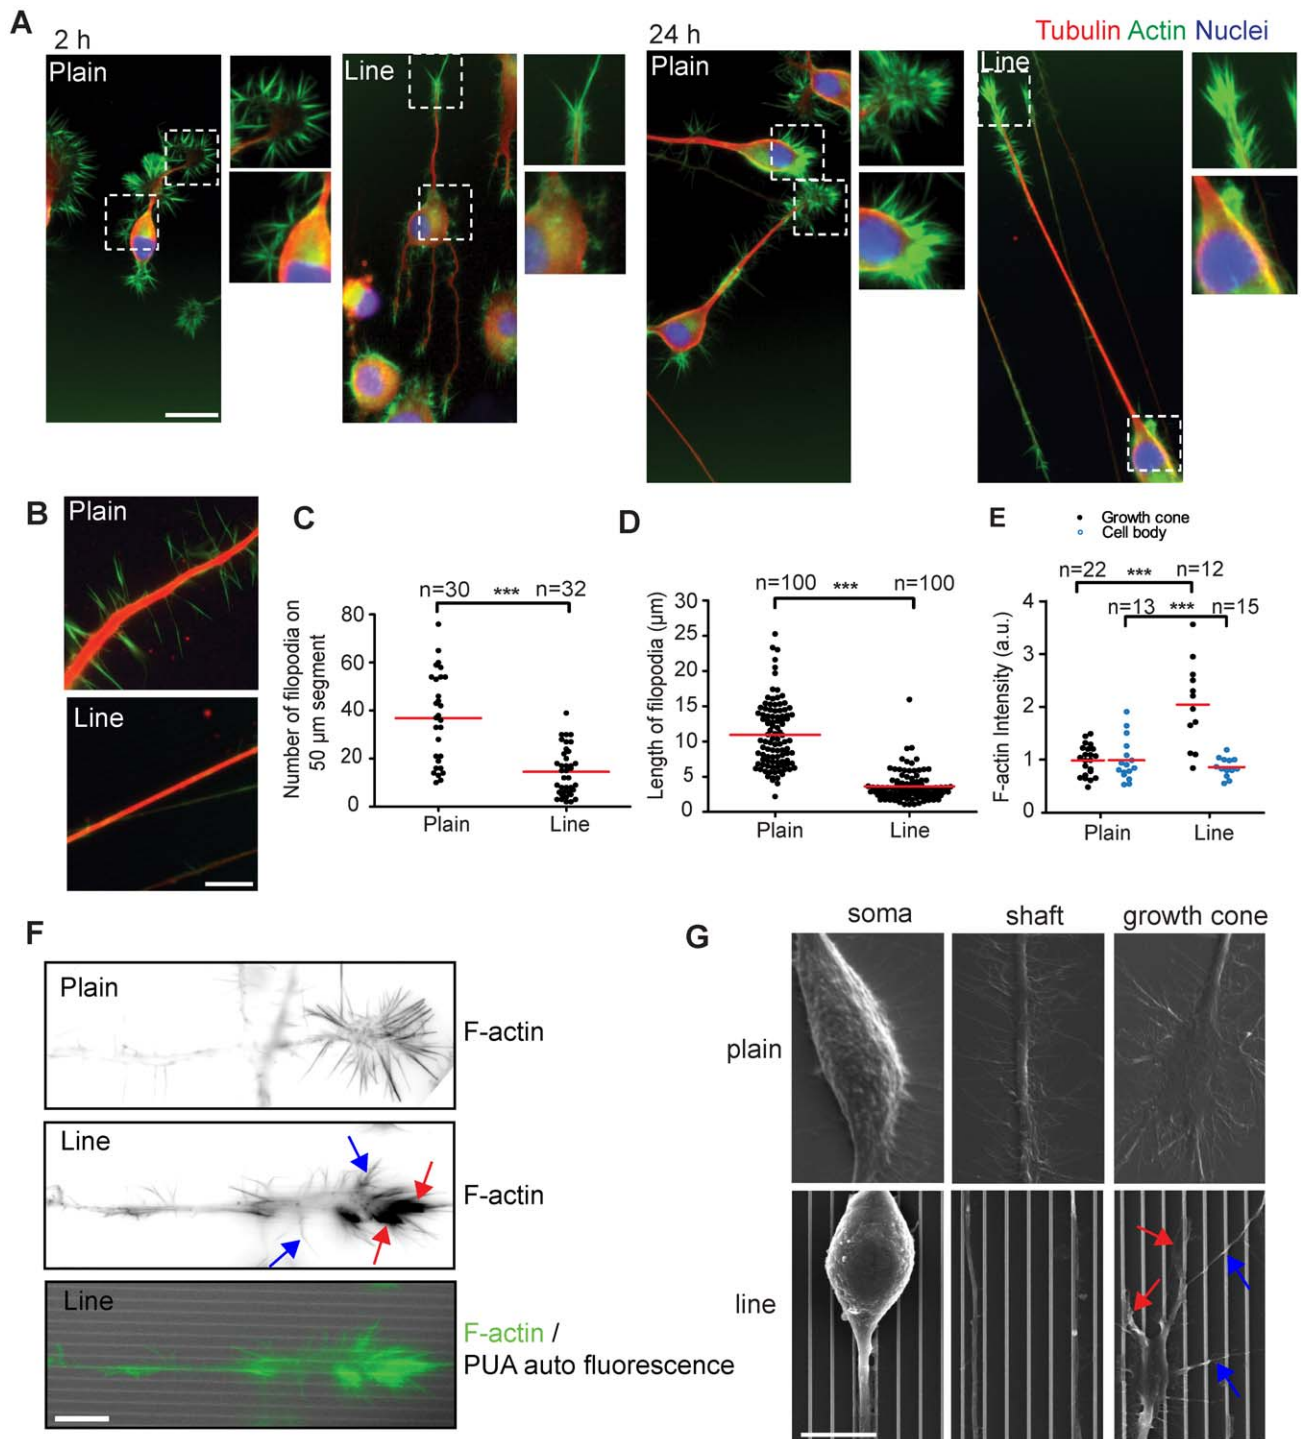 A
2 h
24 h
Tubulin Actin Nuclei
Plain
Line
Plain
Line
B
Plain
Line
C
n=30
***
n=32
Number of filopodia on
50 µm segment
80
60
40
20
0
Plain
Line
D
n=100
***
n=100
Length of filopodia (µm)
30
25
20
15
10
5
0
Plain
Line
E
Growth cone
Cell body
n=22
***
n=12
n=13
***
n=15
F-actin Intensity (a.u.)
4
3
2
1
0
Plain
Line
F
Plain
F-actin
Line
F-actin
Line
F-actin /
PUA auto fluorescence
G
soma
shaft
growth cone
plain
line